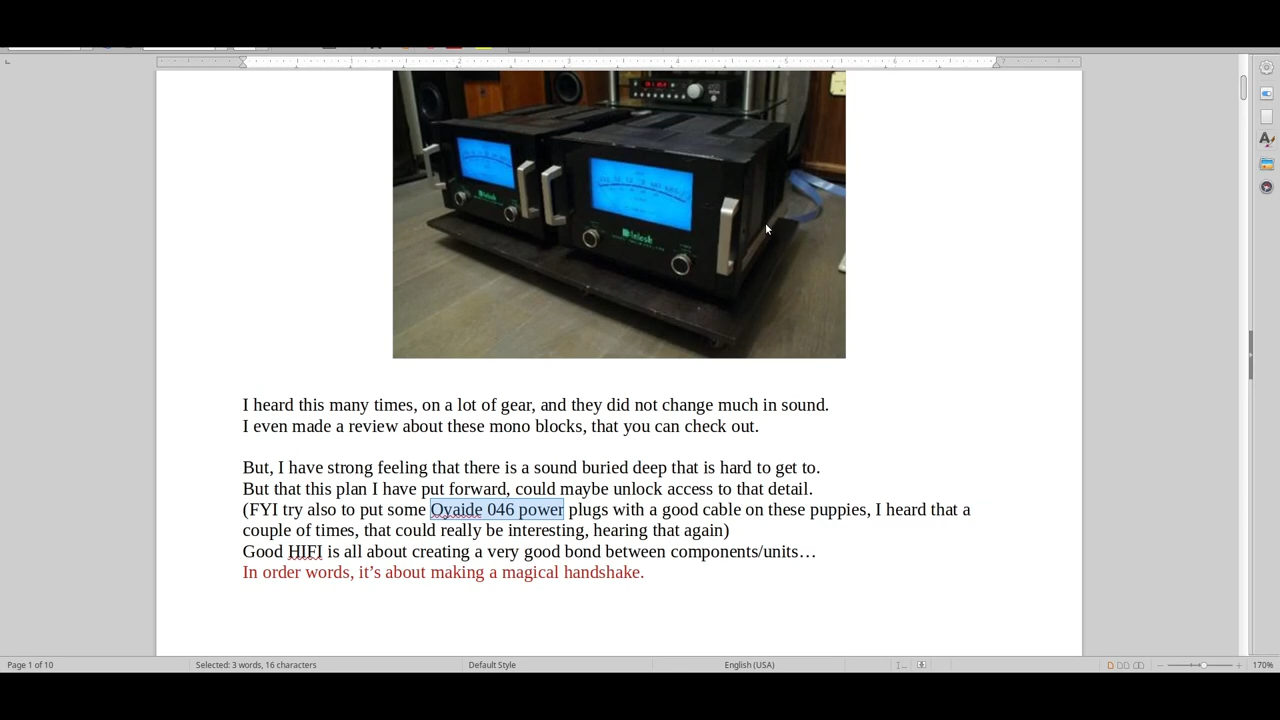 I heard this many times, on a lot of gear, and they did not change much in sound.
I even made a review about these mono blocks, that you can check out.
But, I have strong feeling that there is a sound buried deep that is hard to get to.
But that this plan I have put forward, could maybe unlock access to that detail.
(FYI try also to put some Oyaide 046 power plugs with a good cable on these puppies, I heard that a
couple of times, that could really be interesting, hearing that again)
Good HIFI is all about creating a very good bond between components/units…
In order words, it’s about making a magical handshake.
Page 1 of 10
Selected: 3 words, 16 characters
Default Style
English (USA)
170%